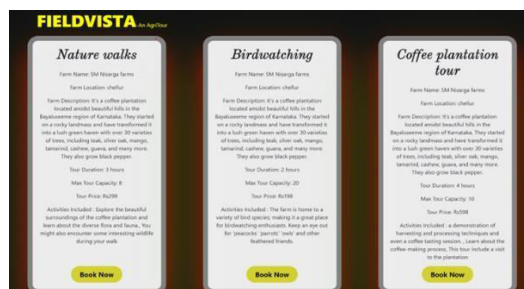 FIELDVISTA An AgriTour
Nature walks
Farm Name: SM Nisarga farms
Farm Location: chellur
Farm Description: It's a coffee plantation
located amidst beautiful hills in the
Bayaluseeme region of Karnataka. They started
on a rocky landmass and have transformed it
into a lush green haven with over 30 varieties
of trees, including teak, silver oak, mango,
tamarind, cashew, guava, and many more.
They also grow black pepper.
Tour Duration: 3 hours
Max Tour Capacity: 8
Tour Price: Rs299
Activities Included : Explore the beautiful
surroundings of the coffee plantation and
learn about the diverse flora and fauna., You
might also encounter some interesting wildlife
during your walk
Book Now
Birdwatching
Farm Name: SM Nisarga farms
Farm Location: chellur
Farm Description: It's a coffee plantation
located amidst beautiful hills in the
Bayaluseeme region of Karnataka. They started
on a rocky landmass and have transformed it
into a lush green haven with over 30 varieties
of trees, including teak, silver oak, mango,
tamarind, cashew, guava, and many more.
They also grow black pepper.
Tour Duration: 2 hours
Max Tour Capacity: 20
Tour Price: Rs198
Activities Included : The farm is home to a
variety of bird species, making it a great place
for birdwatching enthusiasts. Keep an eye out
for 'peacocks' 'parrots' 'owls' and other
feathered friends.
Book Now
Coffee plantation
tour
Farm Name: SM Nisarga farms
Farm Location: chellur
Farm Description: It's a coffee plantation
located amidst beautiful hills in the
Bayaluseeme region of Karnataka. They started
on a rocky landmass and have transformed it
into a lush green haven with over 30 varieties
of trees, including teak, silver oak, mango,
tamarind, cashew, guava, and many more.
They also grow black pepper.
Tour Duration: 4 hours
Max Tour Capacity: 10
Tour Price: Rs598
Activities Included : a demonstration of
harvesting and processing techniques and
even a coffee tasting session. , Learn about the
coffee-making process, This tour include a visit
to the plantation
Book Now